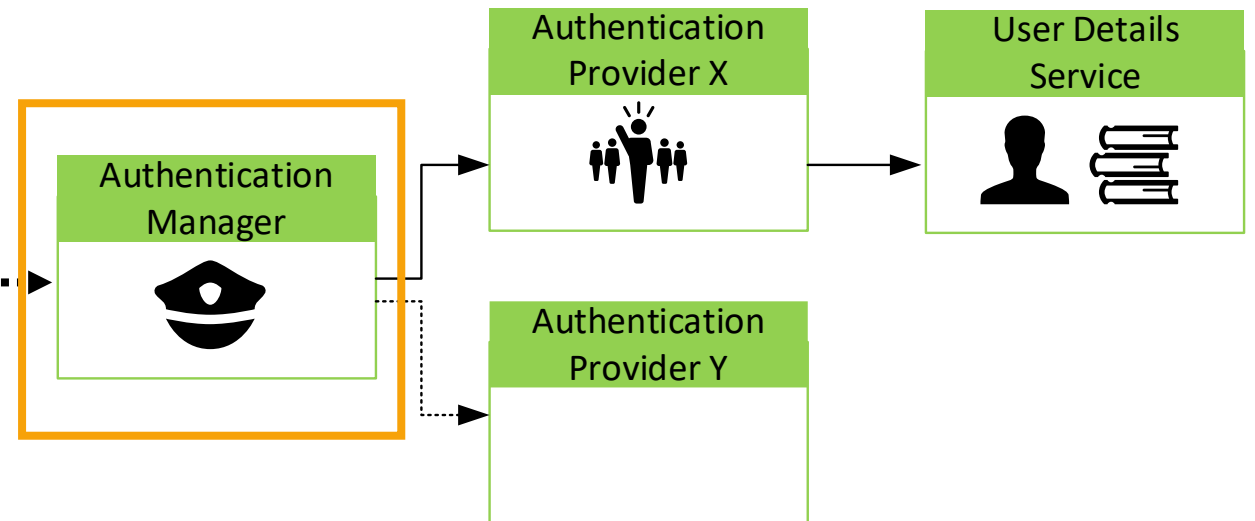 Authentication
Manager
Authentication
Provider X
User Details
Service
Authentication
Provider Y